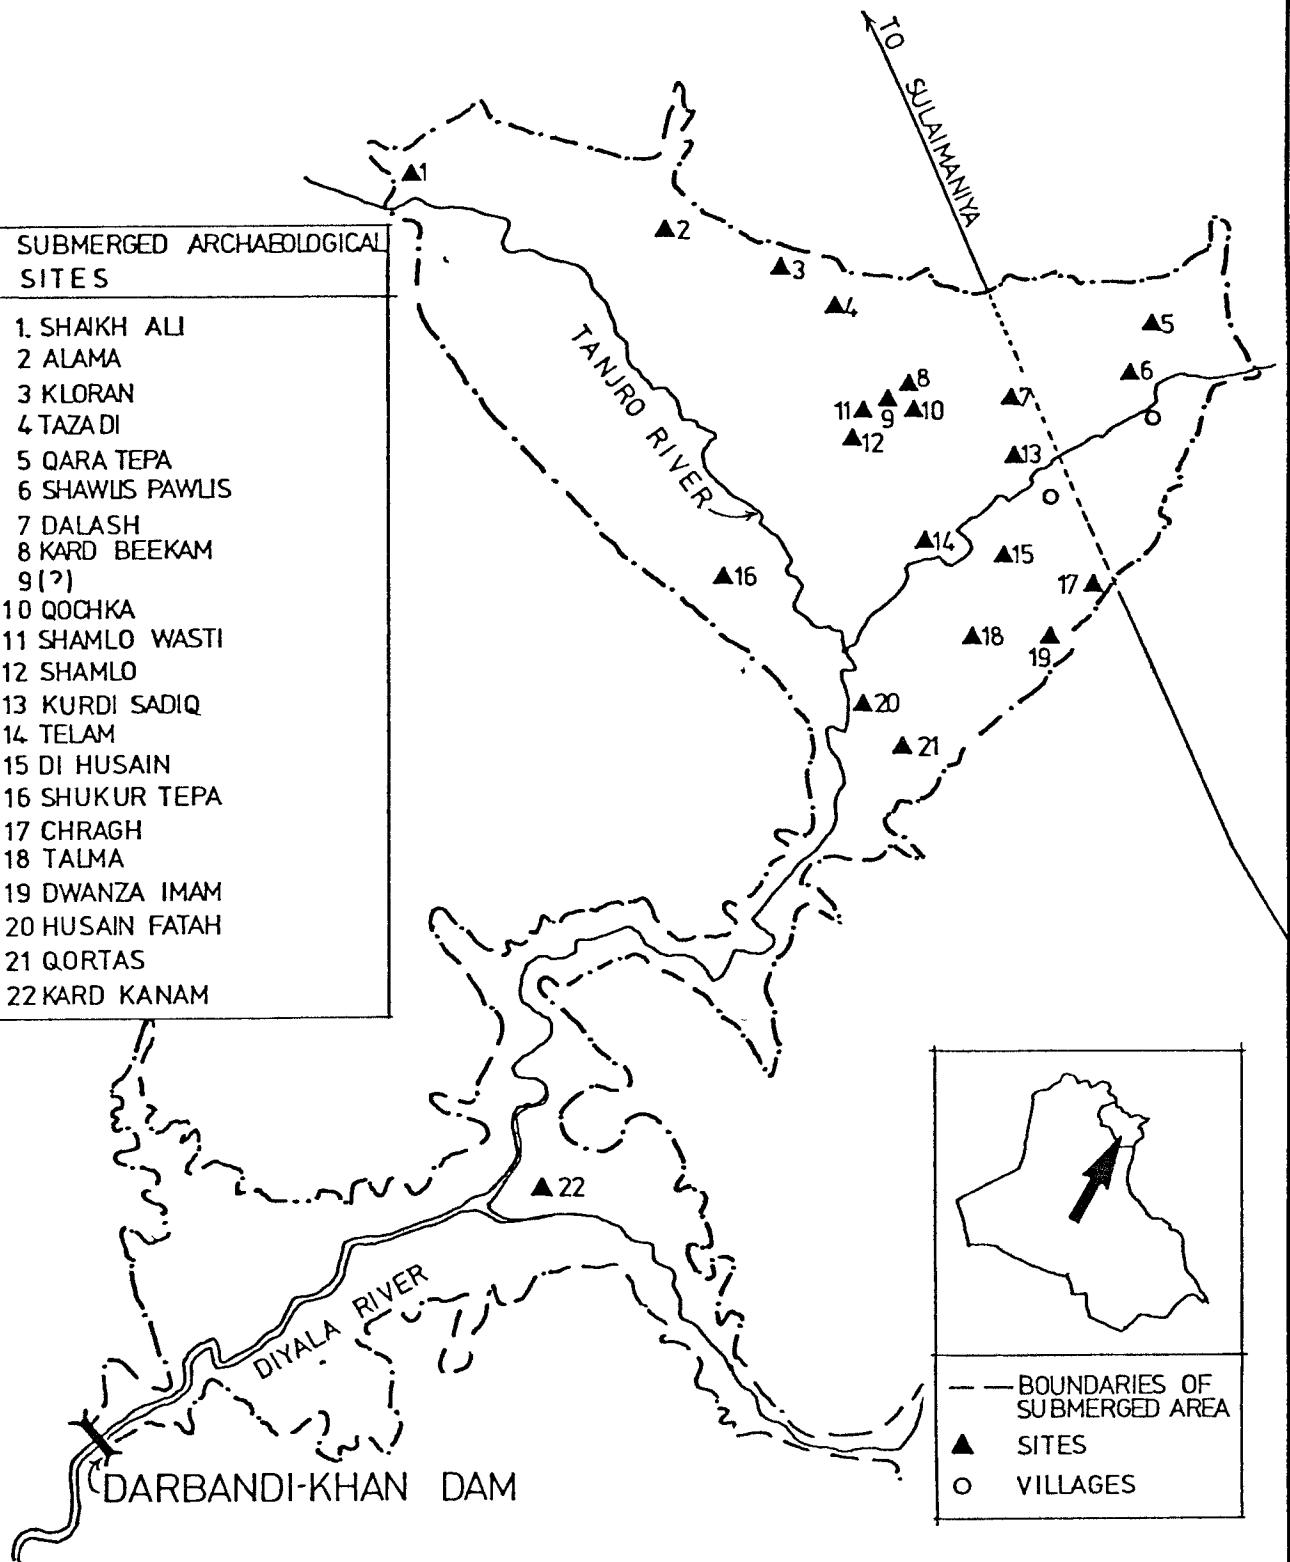 TO SULAIMANIYA
1
2
3
4
5
6
7
8
9
10
11
12
13
14
15
16
17
18
19
20
21
22
TANJRO RIVER
SUBMERGED ARCHAEOLOGICAL
SITES
1. SHAIKH ALI
2 ALAMA
3 KLORAN
4 TAZA DI
5 QARA TEPA
6 SHAWLIS PAWLIS
7 DALASH
8 KARD BEEKAM
9 (?)
10 QOCHKA
11 SHAMLO WASTI
12 SHAMLO
13 KURDI SADIQ
14 TELAM
15 DI HUSAIN
16 SHUKUR TEPA
17 CHRAGH
18 TALMA
19 DWANZA IMAM
20 HUSAIN FATAH
21 QORTAS
22 KARD KANAM
DIYALA RIVER
DARBANDI-KHAN DAM
BOUNDARIES OF
SUBMERGED AREA
SITES
VILLAGES